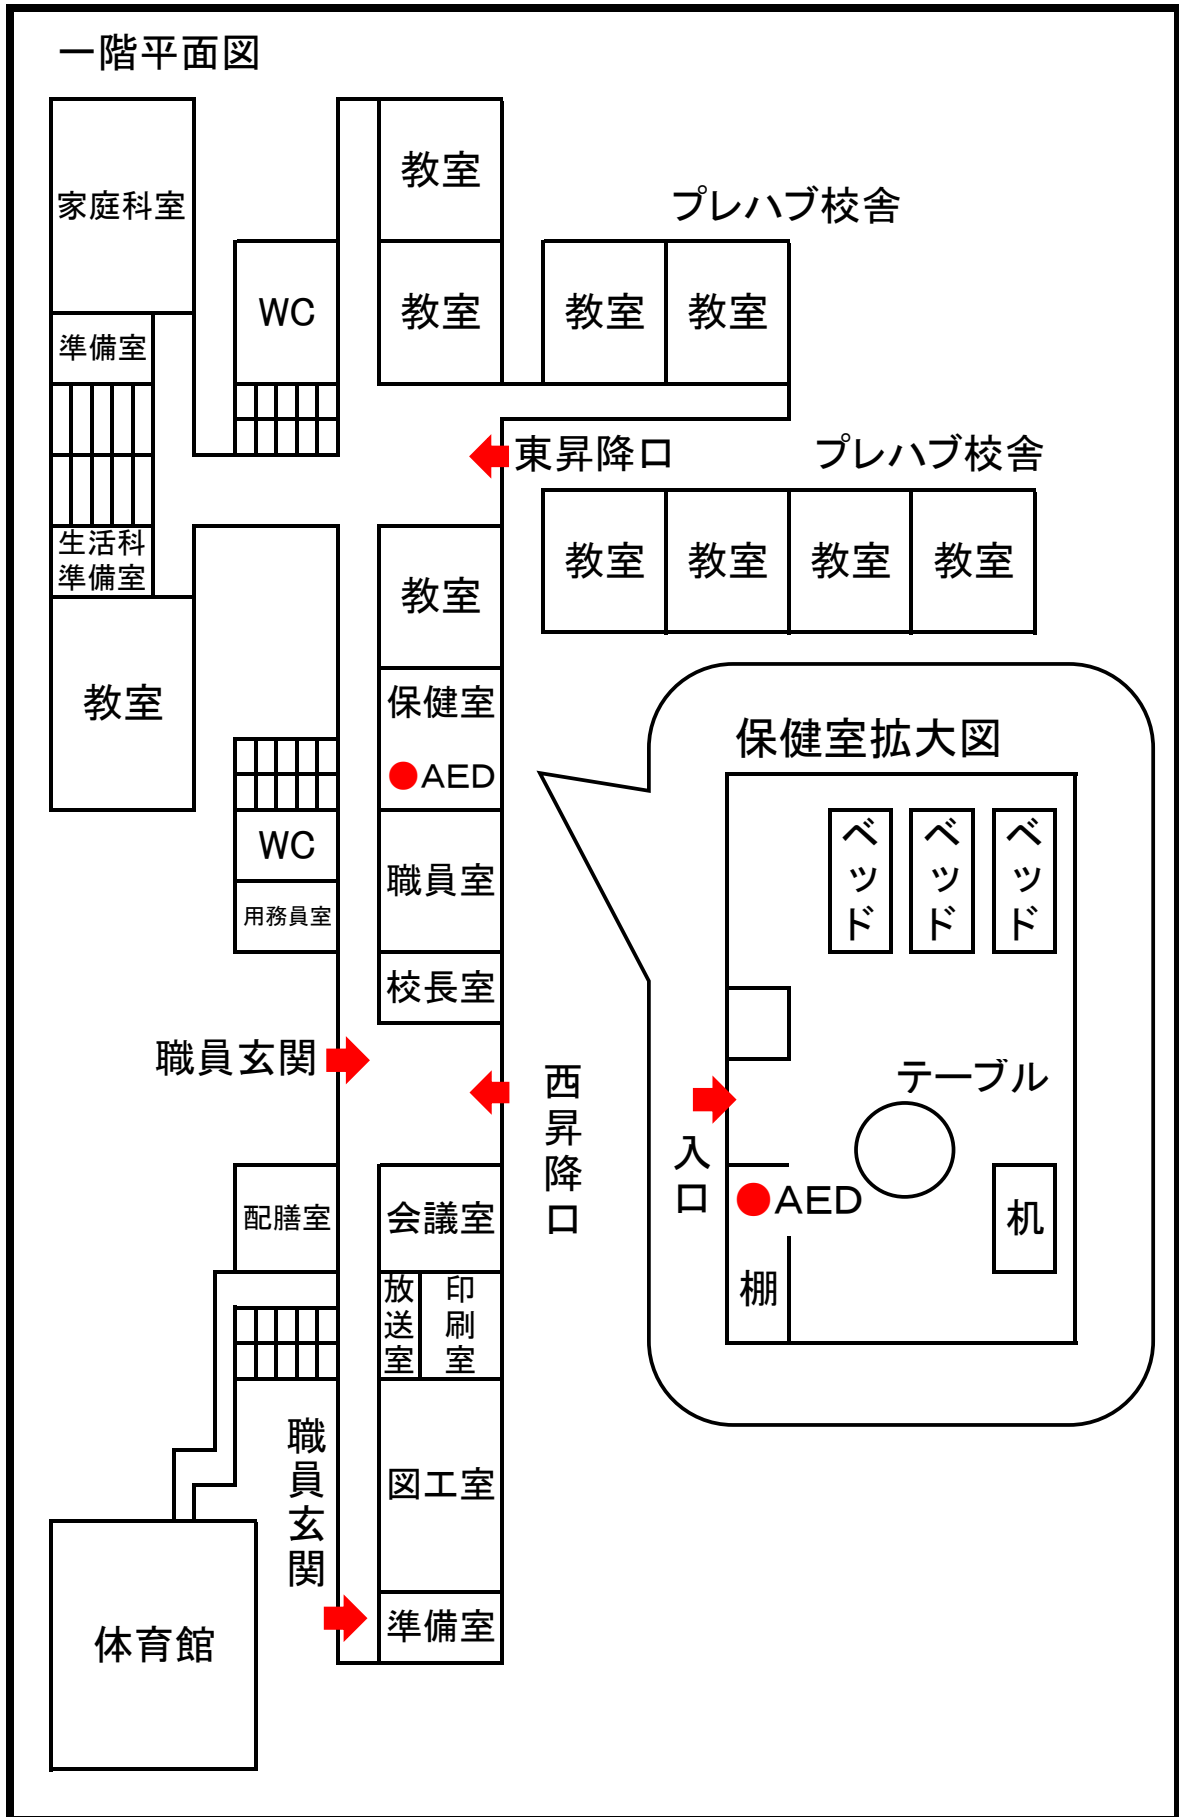 一階平面図
教室
家庭科室
プレハブ校舎
WC
教室
教室
教室
準備室
東昇降口
プレハブ校舎
生活科
準備室
教室
教室
教室
教室
教室
教室
保健室
●AED
保健室拡大図
ベッド
ベッド
ベッド
WC
職員室
用務員室
校長室
職員玄関
西昇降口
テーブル
入口
●AED
机
棚
配膳室
会議室
放送室
印刷室
職員玄関
図工室
準備室
体育館